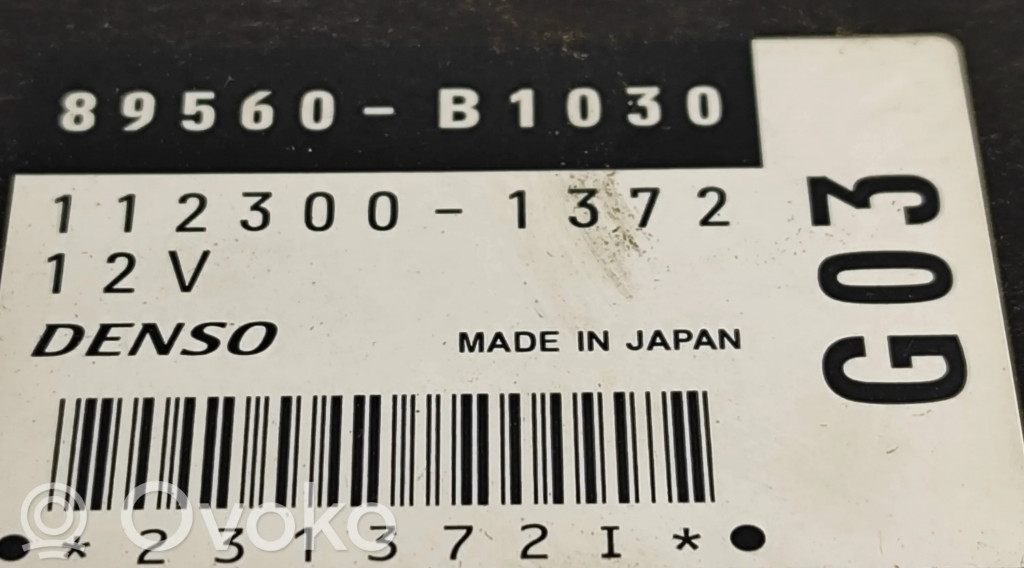 89560-B1030
112300-1372
12V
DENSO
MADE IN JAPAN
G03
*231372I*
Ovoko